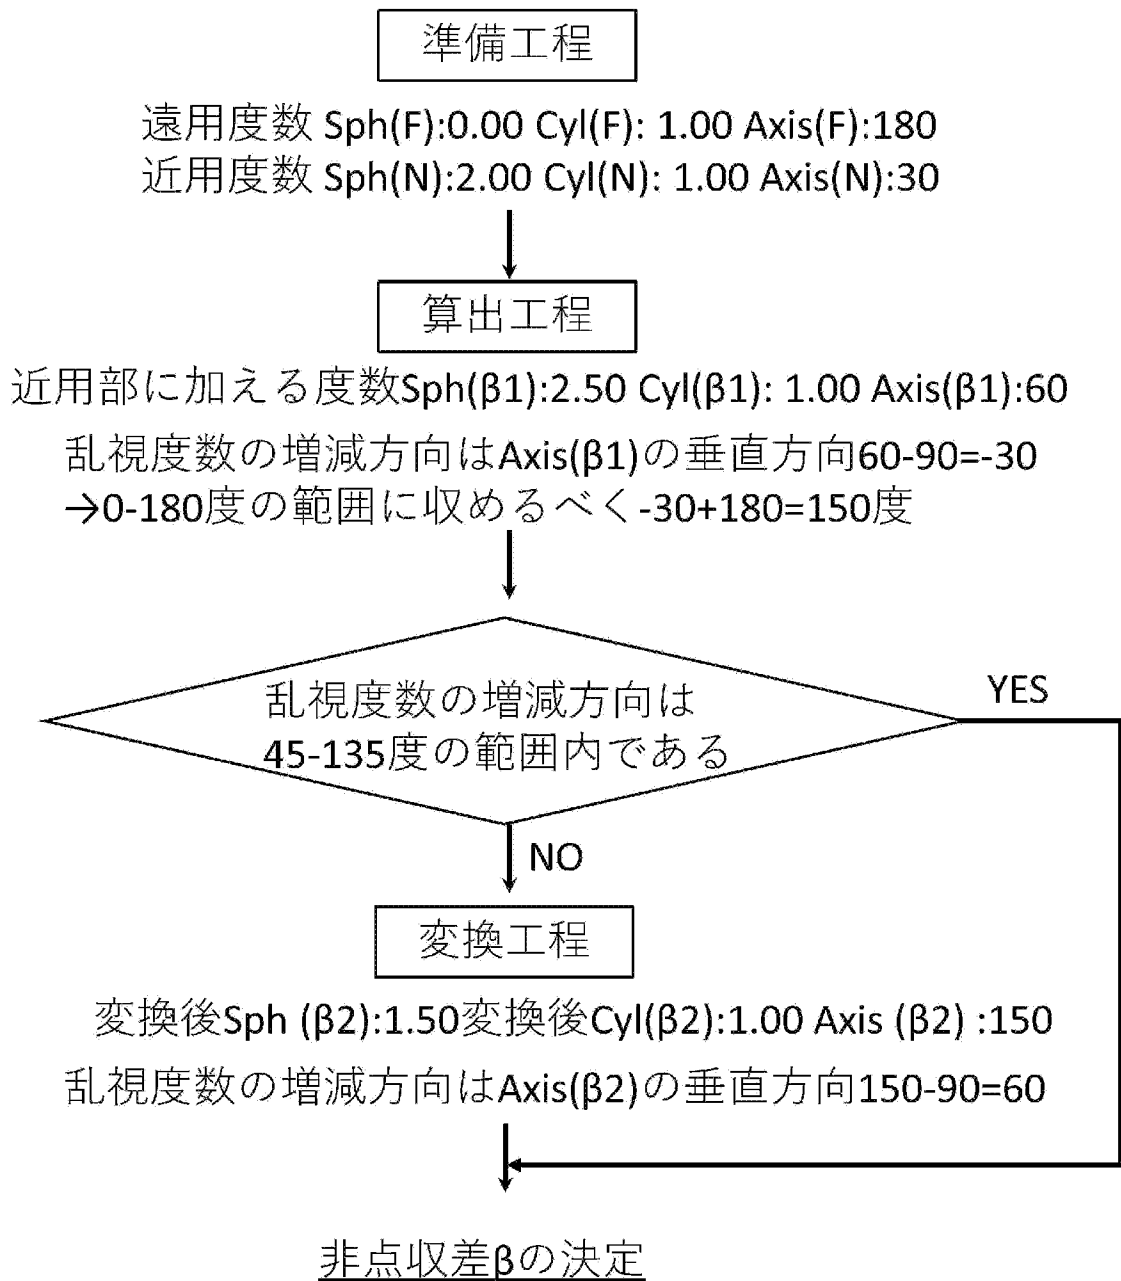 準備工程
遠用度数 Sph(F):0.00 Cyl(F): 1.00 Axis(F):180
近用度数 Sph(N):2.00 Cyl(N): 1.00 Axis(N):30
算出工程
近用部に加える度数Sph(β1):2.50 Cyl(β1): 1.00 Axis(β1):60
乱視度数の増減方向はAxis(β1)の垂直方向60-90=-30
→0-180度の範囲に収めるべく-30+180=150度
乱視度数の増減方向は
45-135度の範囲内である
YES
NO
変換工程
変換後Sph (β2):1.50変換後Cyl(β2):1.00 Axis (β2) :150
乱視度数の増減方向はAxis(β2)の垂直方向150-90=60
非点収差βの決定